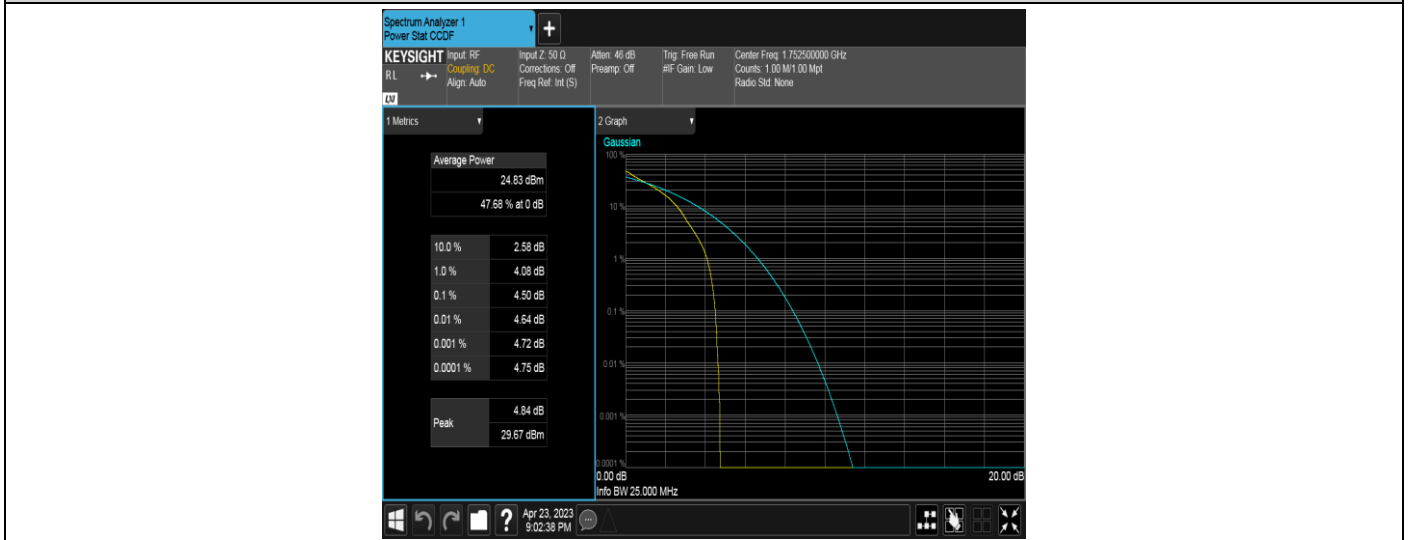 Spectrum Analyzer 1
Power Stat CCDF
+
KEYSIGHT
RL
LXI
Input: RF
Coupling: DC
Align: Auto
Input Z: 50 Ω
Corrections: Off
Freq Ref: Int (S)
Atten: 46 dB
Preamp: Off
Trig: Free Run
#IF Gain: Low
Center Freq: 1.752500000 GHz
Counts: 1.00 M/1.00 Mpt
Radio Std: None
1 Metrics
Average Power
24.83 dBm
47.68 % at 0 dB
10.0 % 2.58 dB
1.0 % 4.08 dB
0.1 % 4.50 dB
0.01 % 4.64 dB
0.001 % 4.72 dB
0.0001 % 4.75 dB
Peak
4.84 dB
29.67 dBm
2 Graph
Gaussian
100 %
10 %
1 %
0.1 %
0.01 %
0.001 %
0.0001 %
0.00 dB 20.00 dB
Info BW 25.000 MHz
?
Apr 23, 2023
9:02:38 PM